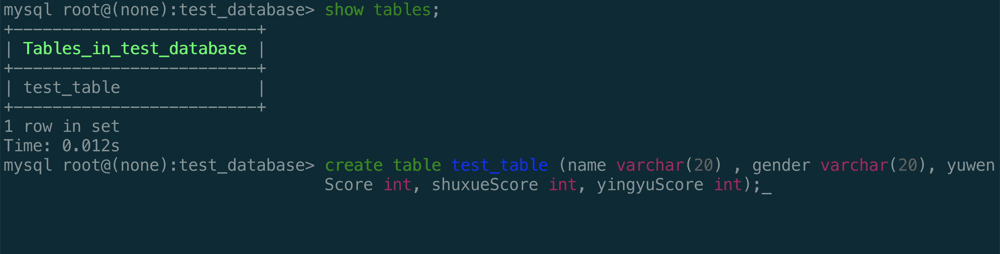 mysql root@(none):test_database> show tables;
+-------------------------+
| Tables_in_test_database |
+-------------------------+
| test_table              |
+-------------------------+
1 row in set
Time: 0.012s
mysql root@(none):test_database> create table test_table (name varchar(20) , gender varchar(20), yuwen
                                 Score int, shuxueScore int, yingyuScore int);_